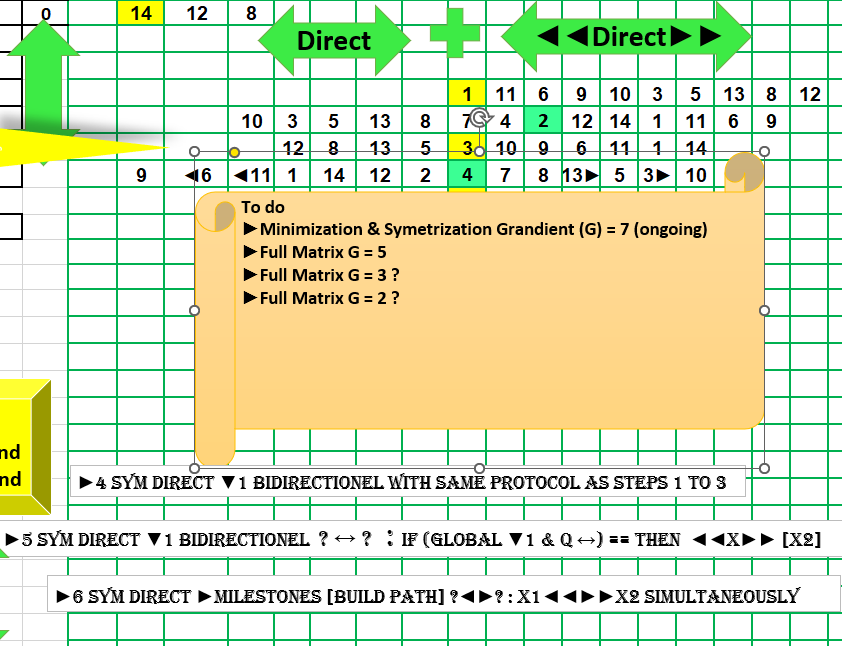 0 14 12 8
Direct ◄◄Direct►►
1 11 6 9 10 3 5 13 8 12
10 3 5 13 8 7 4 2 12 14 1 11 6 9
12 8 13 5 3 10 9 6 11 1 14
9 ◄6 ◄11 1 14 12 2 4 7 8 13► 5 3► 10
To do
►Minimization & Symetrization Grandient (G) = 7 (ongoing)
►Full Matrix G = 5
►Full Matrix G = 3 ?
►Full Matrix G = 2 ?
nd
nd
►4 SYM DIRECT ▼1 BIDIRECTIONEL WITH SAME PROTOCOL AS STEPS 1 TO 3
►5 SYM DIRECT ▼1 BIDIRECTIONEL ? ↔ ? : IF (GLOBAL ▼1 & Q ↔) == THEN ◄◄X►► [X2]
►6 SYM DIRECT ►MILESTONES [BUILD PATH] ?◄►? : X1◄◄►►X2 SIMULTANEOUSLY